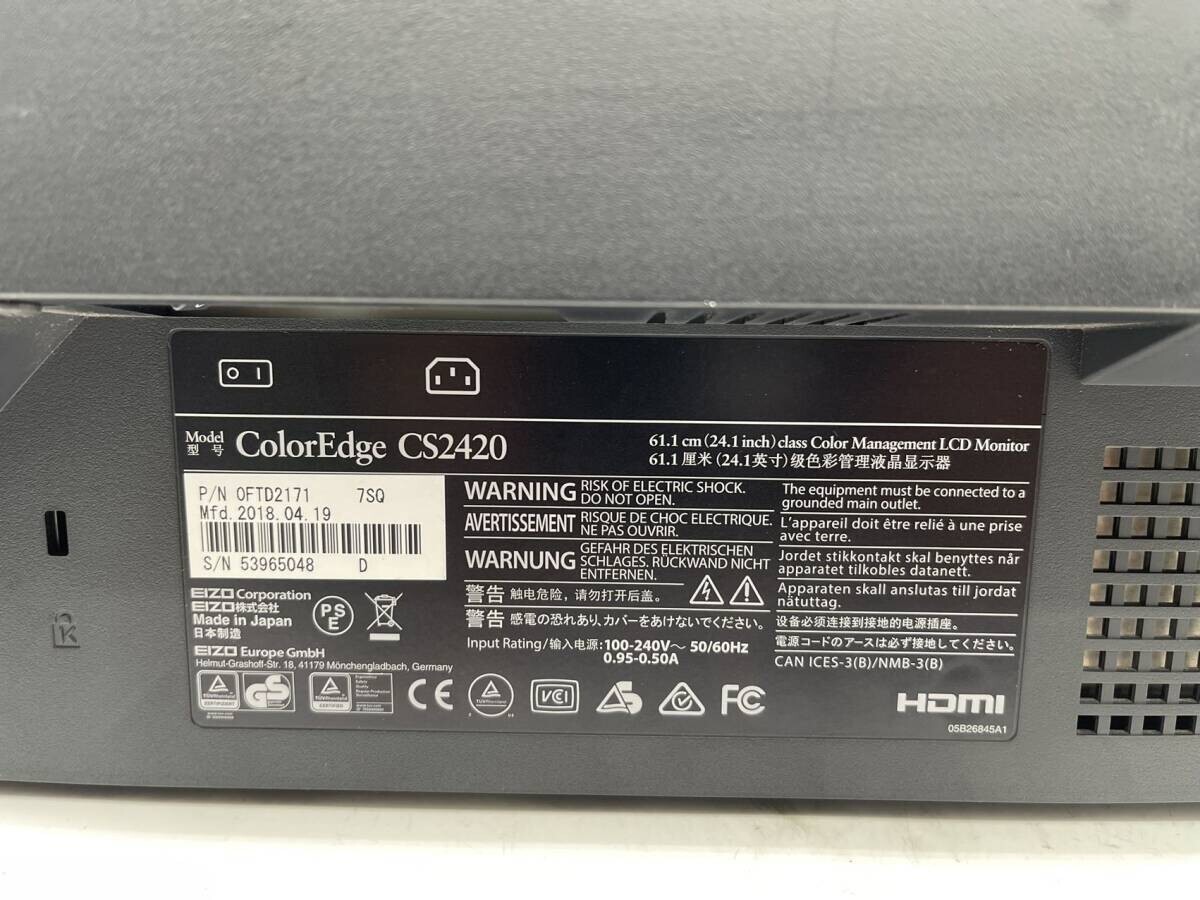 Model
型 号
ColorEdge CS2420
61.1 cm (24.1 inch) class Color Management LCD Monitor
61.1 厘米 (24.1英寸) 级色彩管理液晶显示器
P/N 0FTD2171 7SQ
Mfd.2018.04.19
S/N 53965048 D
WARNING RISK OF ELECTRIC SHOCK.
DO NOT OPEN.
AVERTISSEMENT RISQUE DE CHOC ELECTRIQUE.
NE PAS OUVRIR.
WARNUNG GEFAHR DES ELEKTRISCHEN
SCHLAGES. RÜCKWAND NICHT
ENTFERNEN.
警告 触电危险，请勿打开后盖。
警告 感電の恐れあり、カバーをあけないでください。
Input Rating/输入电源:100-240V～ 50/60Hz
0.95-0.50A
The equipment must be connected to a
grounded main outlet.
L'appareil doit être relié à une prise
avec terre.
Jordet stikkontakt skal benyttes når
apparatet tilkobles datanett.
Apparaten skall anslutas till jordat
nätuttag.
设备必须连接到接地的电源插座。
電源コードのアースは必ず接地してください。
CAN ICES-3(B)/NMB-3(B)
EIZO Corporation
EIZO株式会社
Made in Japan
日本制造
PS
E
EIZO Europe GmbH
Helmut-Grashoff-Str. 18, 41179 Mönchengladbach, Germany
TÜVRheinland
CERTIFIED
GS
TÜVRheinland
CERTIFIED
CE
TÜVRheinland
VCCI
FC
HDMI
05B26845A1